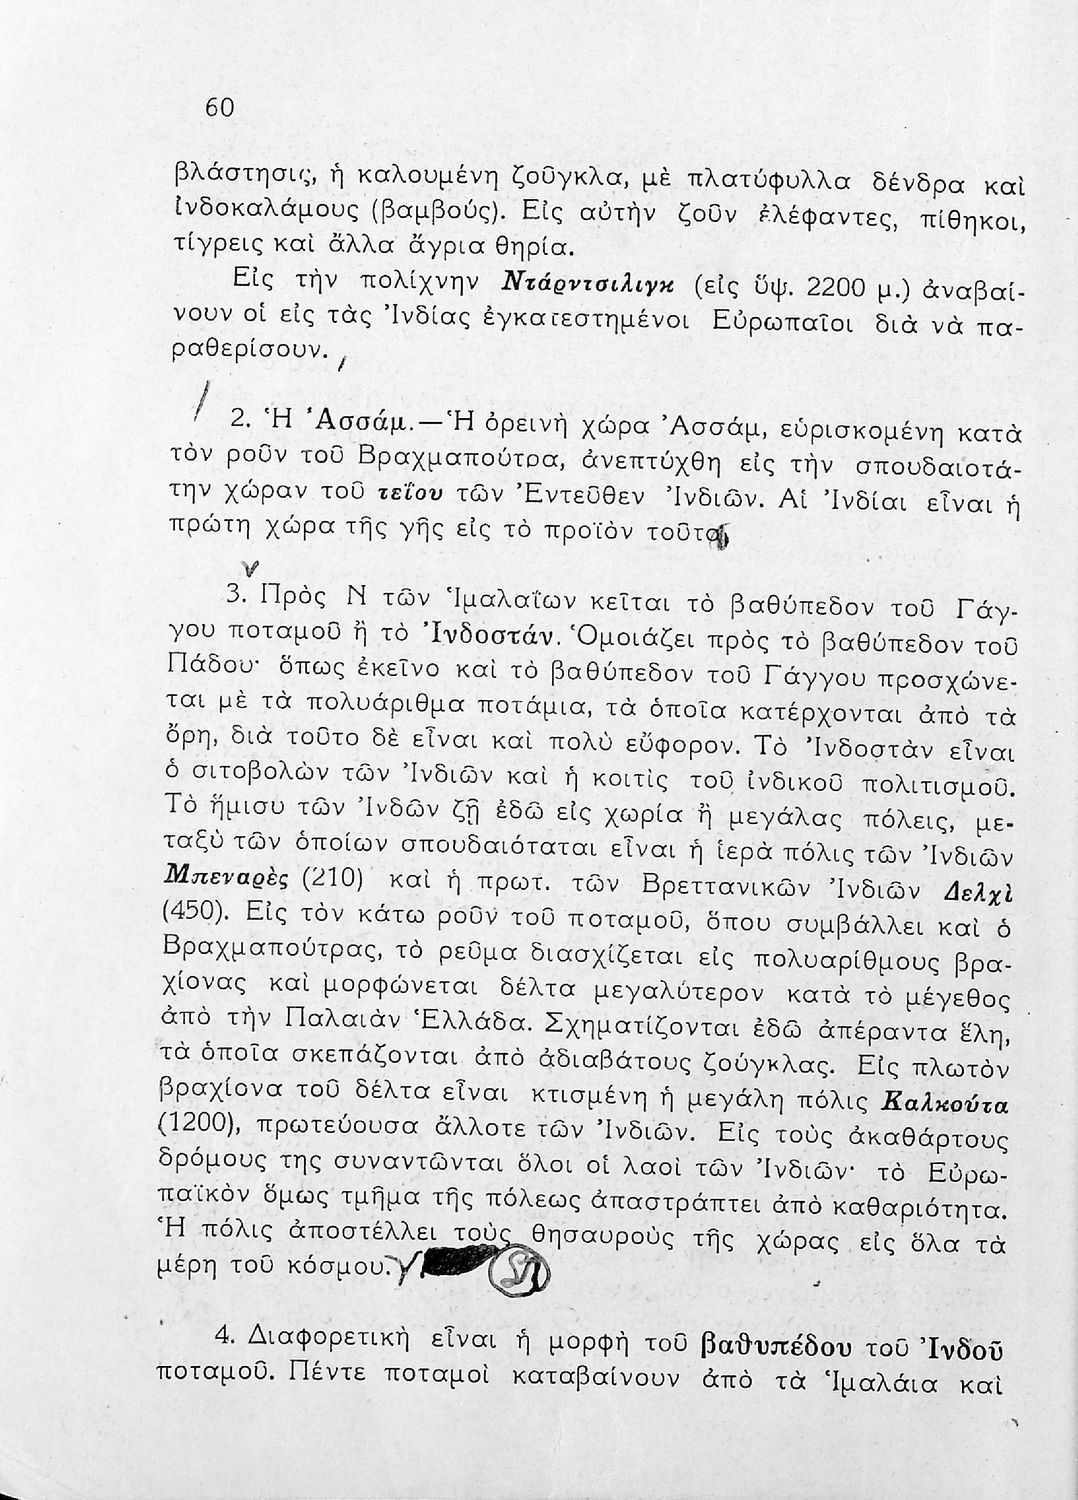 60
βλάστησις, ἡ καλουμένη ζοῦγκλα, μὲ πλατύφυλλα δένδρα καὶ
ἰνδοκαλάμους (βαμβούς). Εἰς αὐτὴν ζοῦν ἐλέφαντες, πίθηκοι,
τίγρεις καὶ ἄλλα ἄγρια θηρία.
Εἰς τὴν πολίχνην Ντάρντσιλιγκ (εἰς ὕψ. 2200 μ.) ἀναβαί-
νουν οἱ εἰς τὰς Ἰνδίας ἐγκατεστημένοι Εὐρωπαῖοι διὰ νὰ πα-
ραθερίσουν.
2. Ἡ Ἀσσάμ.—Ἡ ὀρεινὴ χώρα Ἀσσάμ, εὑρισκομένη κατὰ
τὸν ροῦν τοῦ Βραχμαπούτρα, ἀνεπτύχθη εἰς τὴν σπουδαιοτά-
την χώραν τοῦ τεΐου τῶν Ἐντεῦθεν Ἰνδιῶν. Αἱ Ἰνδίαι εἶναι ἡ
πρώτη χώρα τῆς γῆς εἰς τὸ προϊὸν τοῦτο
3. Πρὸς Ν τῶν Ἱμαλαΐων κεῖται τὸ βαθύπεδον τοῦ Γάγ-
γου ποταμοῦ ἢ τὸ Ἰνδοστάν. Ὁμοιάζει πρὸς τὸ βαθύπεδον τοῦ
Πάδου· ὅπως ἐκεῖνο καὶ τὸ βαθύπεδον τοῦ Γάγγου προσχώνε-
ται μὲ τὰ πολυάριθμα ποτάμια, τὰ ὁποῖα κατέρχονται ἀπὸ τὰ
ὄρη, διὰ τοῦτο δὲ εἶναι καὶ πολὺ εὔφορον. Τὸ Ἰνδοστὰν εἶναι
ὁ σιτοβολὼν τῶν Ἰνδιῶν καὶ ἡ κοιτὶς τοῦ ἰνδικοῦ πολιτισμοῦ.
Τὸ ἥμισυ τῶν Ἰνδῶν ζῇ ἐδῶ εἰς χωρία ἢ μεγάλας πόλεις, με-
ταξὺ τῶν ὁποίων σπουδαιόταται εἶναι ἡ ἱερὰ πόλις τῶν Ἰνδιῶν
Μπεναρὲς (210) καὶ ἡ πρωτ. τῶν Βρεττανικῶν Ἰνδιῶν Δελχὶ
(450). Εἰς τὸν κάτω ροῦν τοῦ ποταμοῦ, ὅπου συμβάλλει καὶ ὁ
Βραχμαπούτρας, τὸ ρεῦμα διασχίζεται εἰς πολυαρίθμους βρα-
χίονας καὶ μορφώνεται δέλτα μεγαλύτερον κατὰ τὸ μέγεθος
ἀπὸ τὴν Παλαιὰν Ἑλλάδα. Σχηματίζονται ἐδῶ ἀπέραντα ἕλη,
τὰ ὁποῖα σκεπάζονται ἀπὸ ἀδιαβάτους ζούγκλας. Εἰς πλωτὸν
βραχίονα τοῦ δέλτα εἶναι κτισμένη ἡ μεγάλη πόλις Καλκούτα
(1200), πρωτεύουσα ἄλλοτε τῶν Ἰνδιῶν. Εἰς τοὺς ἀκαθάρτους
δρόμους της συναντῶνται ὅλοι οἱ λαοὶ τῶν Ἰνδιῶν· τὸ Εὐρω-
παϊκὸν ὅμως τμῆμα τῆς πόλεως ἀπαστράπτει ἀπὸ καθαριότητα.
Ἡ πόλις ἀποστέλλει τοὺς θησαυροὺς τῆς χώρας εἰς ὅλα τὰ
μέρη τοῦ κόσμου.
4. Διαφορετικὴ εἶναι ἡ μορφὴ τοῦ βαθυπέδου τοῦ Ἰνδοῦ
ποταμοῦ. Πέντε ποταμοὶ καταβαίνουν ἀπὸ τὰ Ἱμαλάια καὶ